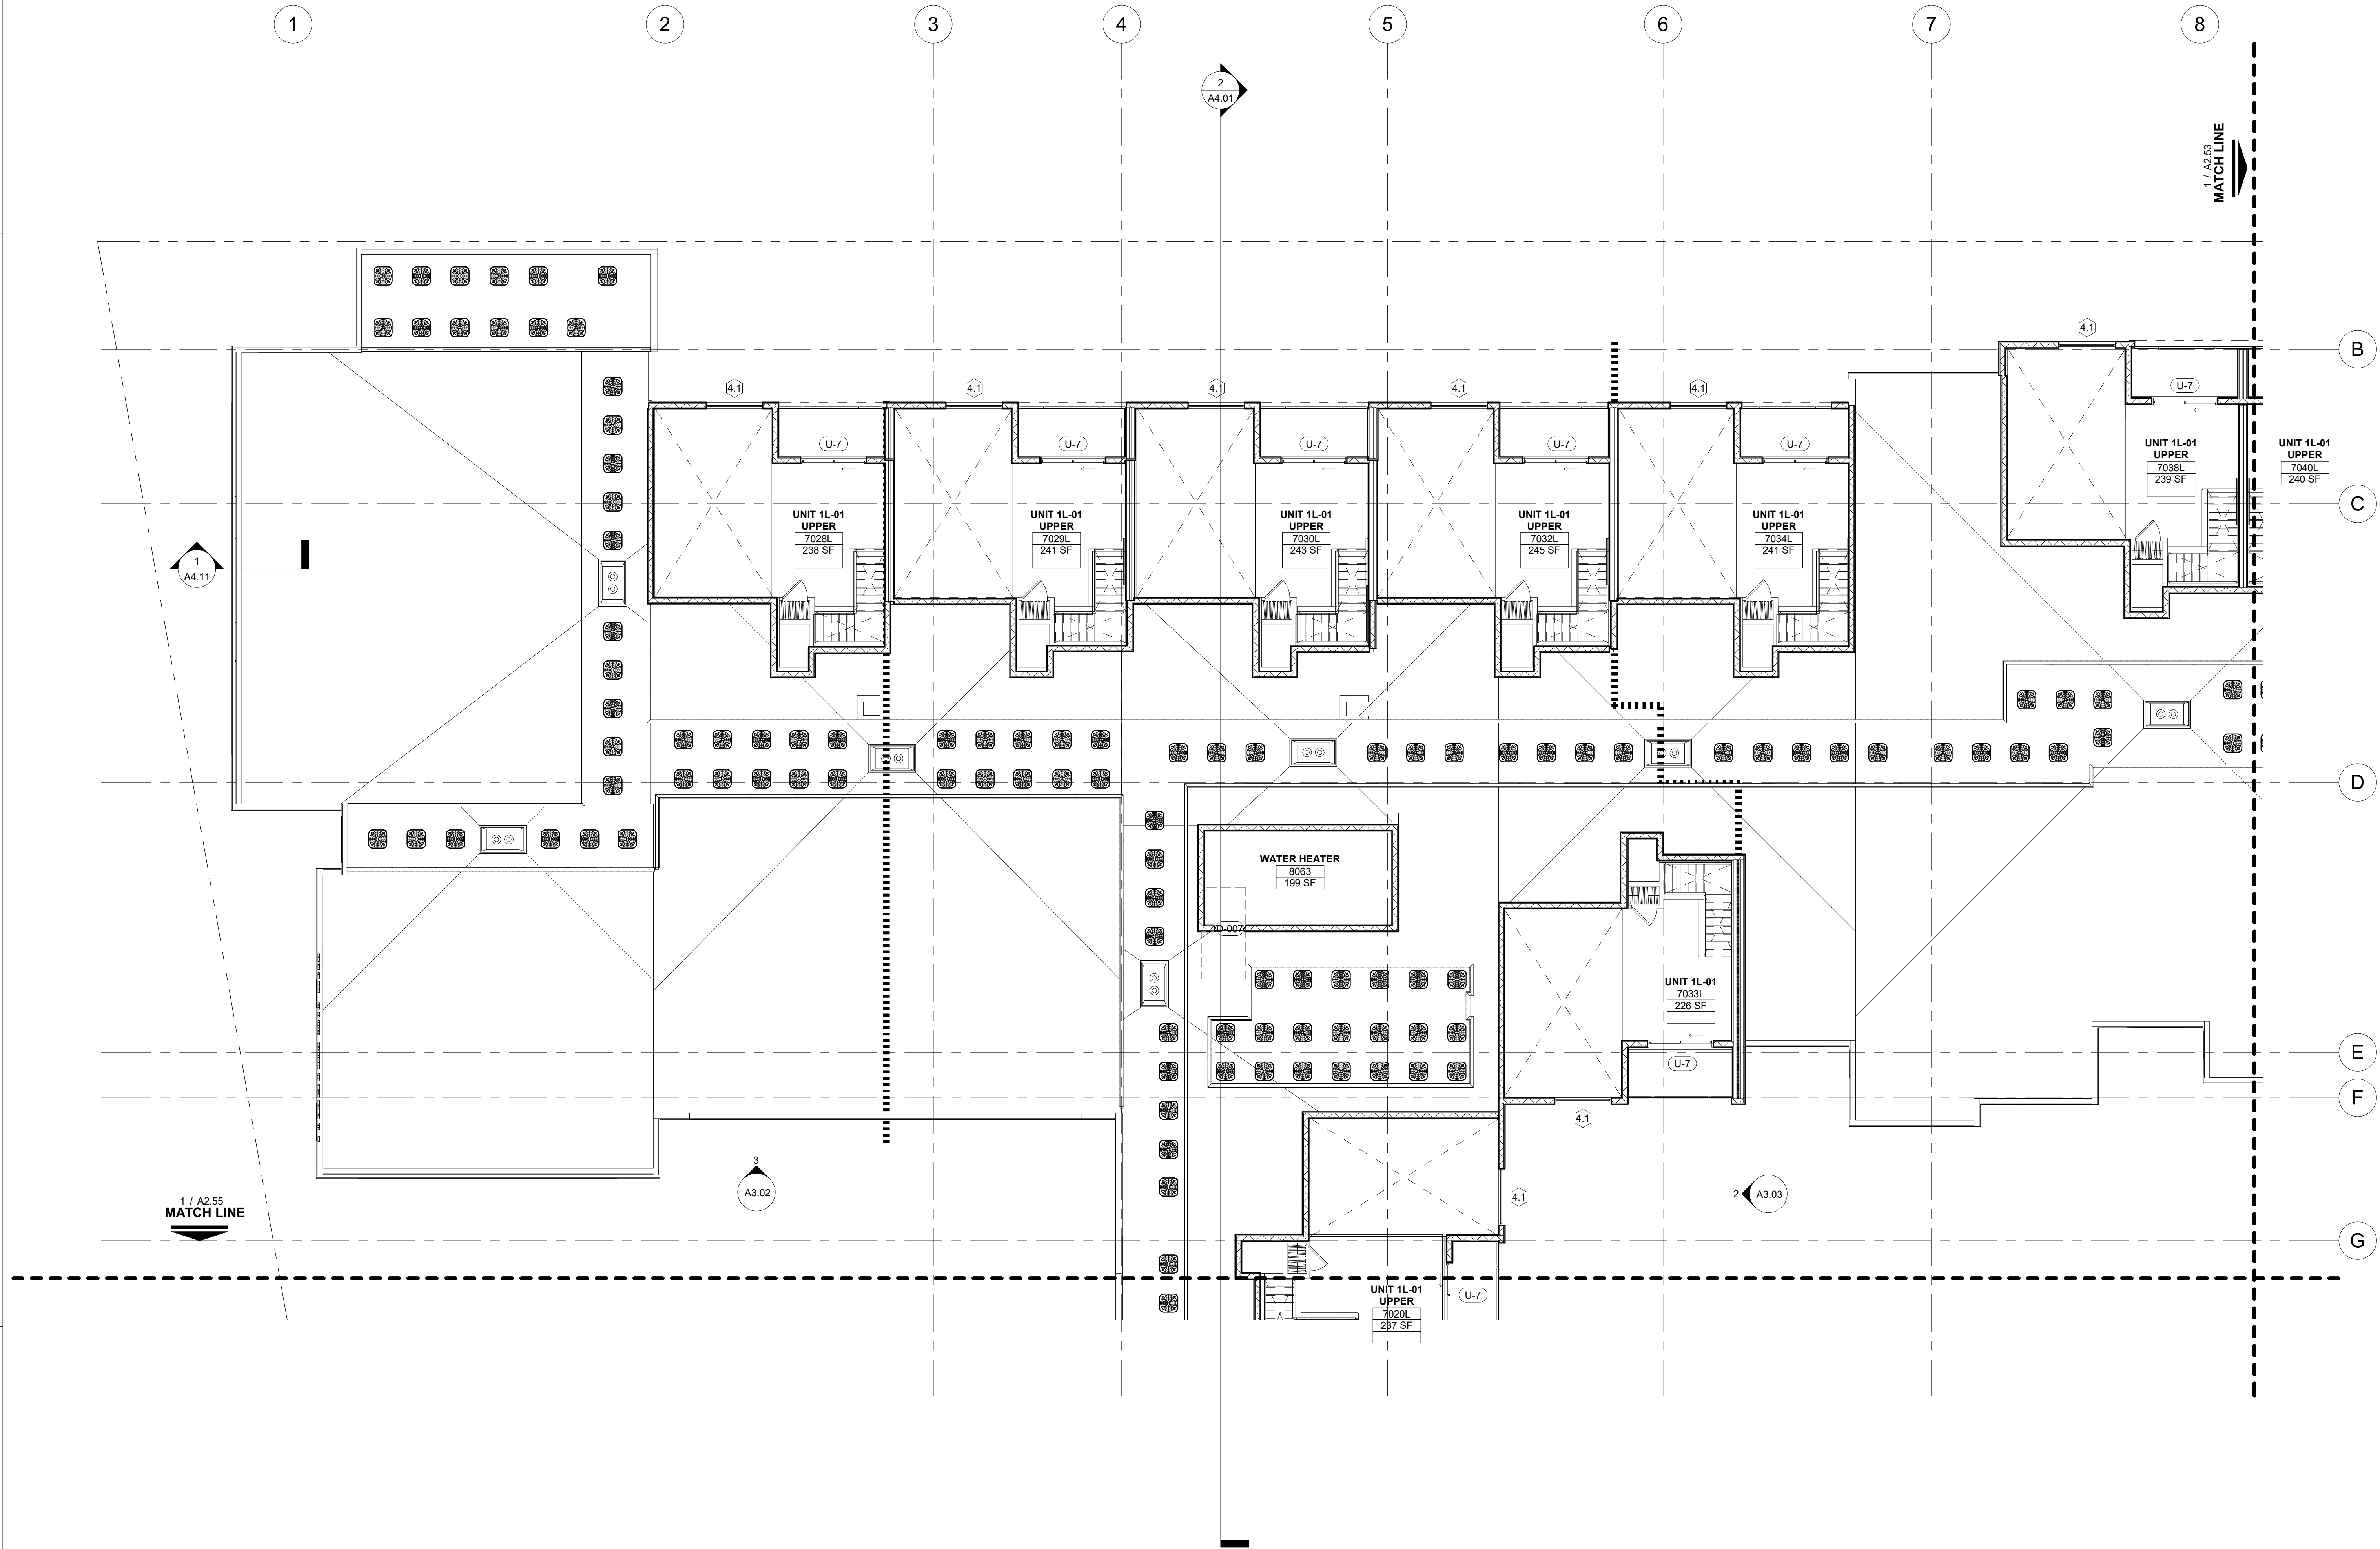 1
2
3
4
5
6
7
8
2
A4.01
1 / A2.53
MATCH LINE
4.1
B
U-7
4.1
4.1
4.1
4.1
4.1
U-7
U-7
U-7
U-7
U-7
UNIT 1L-01
UPPER
7038L
239 SF
UNIT 1L-01
UPPER
7040L
240 SF
C
UNIT 1L-01
UPPER
7028L
238 SF
UNIT 1L-01
UPPER
7029L
241 SF
UNIT 1L-01
UPPER
7030L
243 SF
UNIT 1L-01
UPPER
7032L
245 SF
UNIT 1L-01
UPPER
7034L
241 SF
1
A4.11
D
WATER HEATER
8063
199 SF
D-007
UNIT 1L-01
7033L
226 SF
U-7
E
F
4.1
3
A3.02
4.1
2
A3.03
1 / A2.55
MATCH LINE
G
UNIT 1L-01
UPPER
7020L
237 SF
U-7